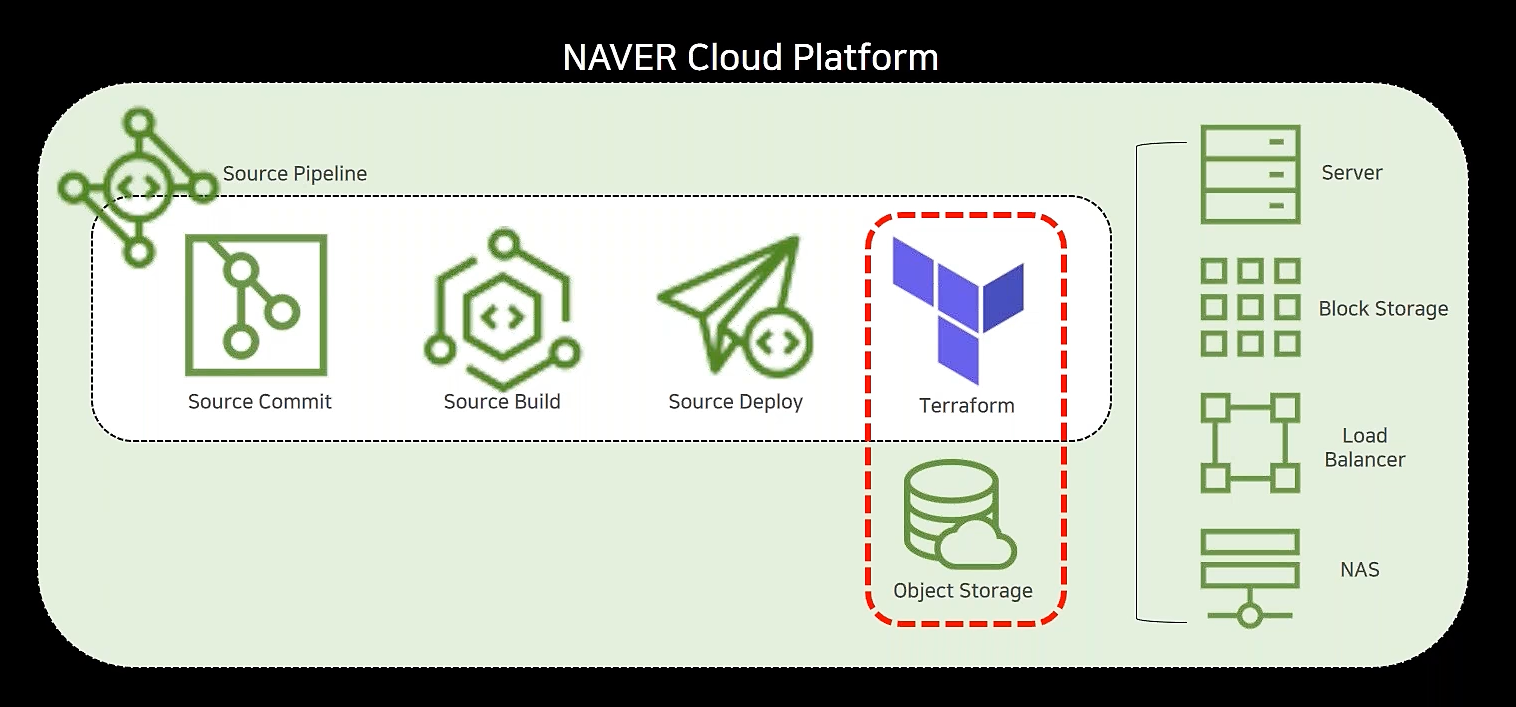 NAVER Cloud Platform
Source Pipeline
Source Commit
Source Build
Source Deploy
Terraform
Object Storage
Server
Block Storage
Load
Balancer
NAS